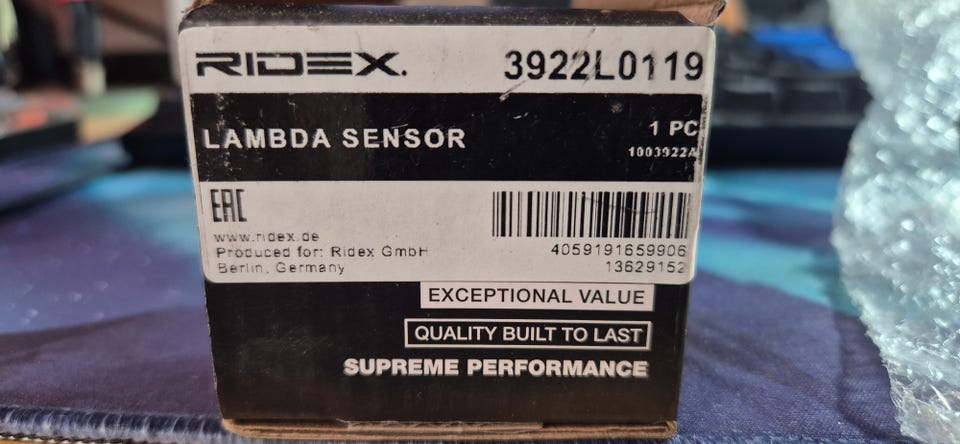 RIDEX. 3922L0119
LAMBDA SENSOR 1 PC
1003922A
EAC
www.ridex.de
Produced for: Ridex GmbH 4059191659906
Berlin, Germany 13629152
EXCEPTIONAL VALUE
QUALITY BUILT TO LAST
SUPREME PERFORMANCE